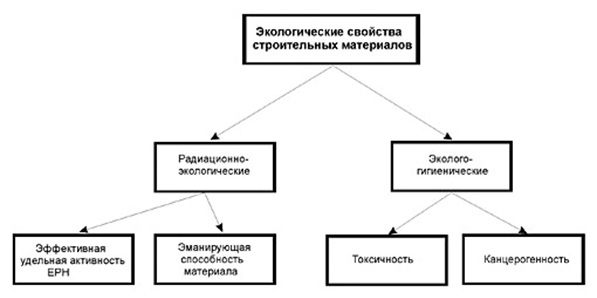 Экологические свойства
строительных материалов
Радиационно-
экологические
Эколого-
гигиенические
Эффективная
удельная активность
ЕРН
Эманирующая
способность
материала
Токсичность
Канцерогенность